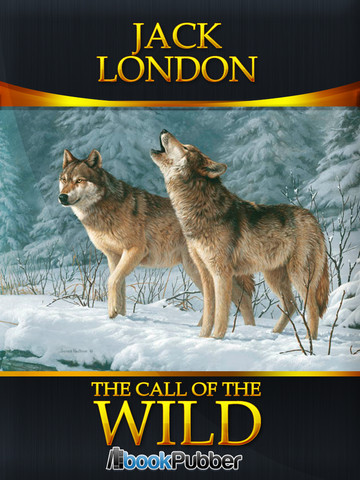 JACK
LONDON
THE CALL OF THE
WILD
bookPubber